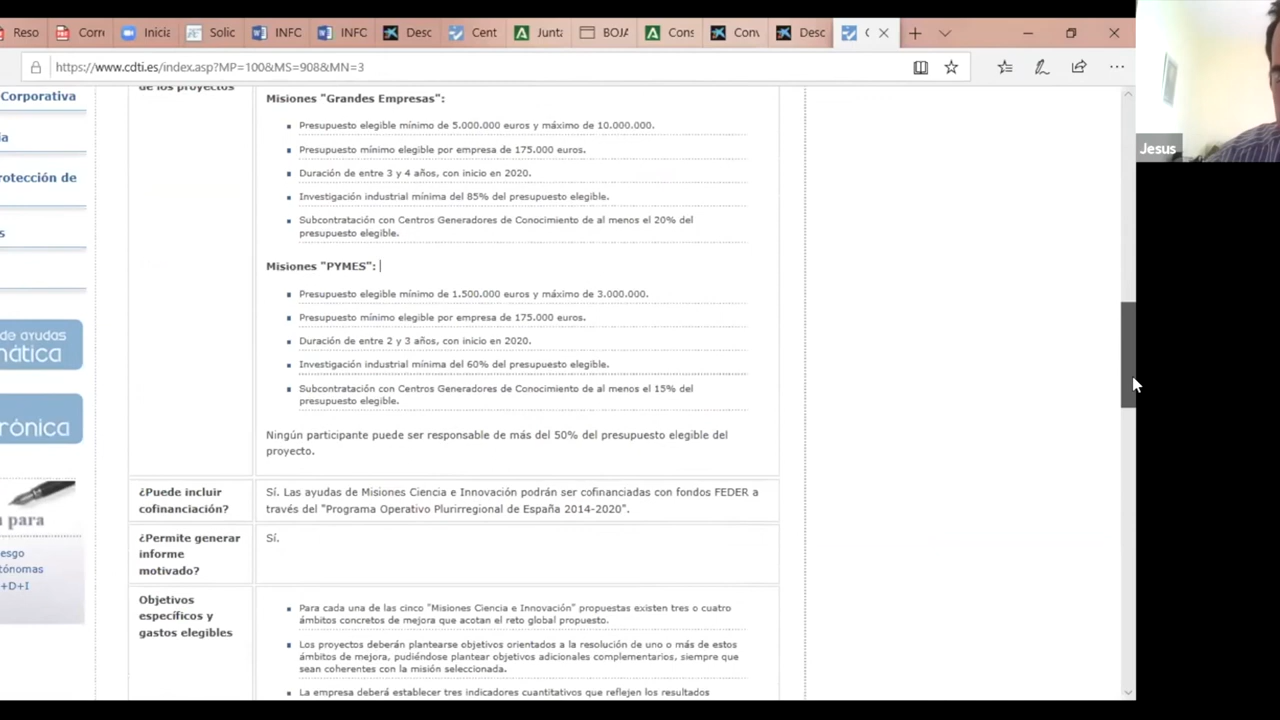 Reso
Corre
Inicia
Solic
INFC
INFC
Desc
Cent
Junta
BOJA
Cons
Con
Desc
C
https://www.cdti.es/index.asp?MP=100&MS=908&MN=3
Jesus
Corporativa
ia
rotección de
s
de ayudas
nática
rónica
n para
esgo
tónomas
+D+I
de los proyectos
Misiones "Grandes Empresas":
Presupuesto elegible mínimo de 5.000.000 euros y máximo de 10.000.000.
Presupuesto mínimo elegible por empresa de 175.000 euros.
Duración de entre 3 y 4 años, con inicio en 2020.
Investigación industrial mínima del 85% del presupuesto elegible.
Subcontratación con Centros Generadores de Conocimiento de al menos el 20% del
presupuesto elegible.
Misiones "PYMES":
Presupuesto elegible mínimo de 1.500.000 euros y máximo de 3.000.000.
Presupuesto mínimo elegible por empresa de 175.000 euros.
Duración de entre 2 y 3 años, con inicio en 2020.
Investigación industrial mínima del 60% del presupuesto elegible.
Subcontratación con Centros Generadores de Conocimiento de al menos el 15% del
presupuesto elegible.
Ningún participante puede ser responsable de más del 50% del presupuesto elegible del
proyecto.
¿Puede incluir
cofinanciación?
Sí. Las ayudas de Misiones Ciencia e Innovación podrán ser cofinanciadas con fondos FEDER a
través del "Programa Operativo Plurirregional de España 2014-2020".
¿Permite generar
informe
motivado?
Sí.
Objetivos
específicos y
gastos elegibles
Para cada una de las cinco "Misiones Ciencia e Innovación" propuestas existen tres o cuatro
ámbitos concretos de mejora que acotan el reto global propuesto.
Los proyectos deberán plantearse objetivos orientados a la resolución de uno o más de estos
ámbitos de mejora, pudiéndose plantear objetivos adicionales complementarios, siempre que
sean coherentes con la misión seleccionada.
La empresa deberá establecer tres indicadores cuantitativos que reflejen los resultados